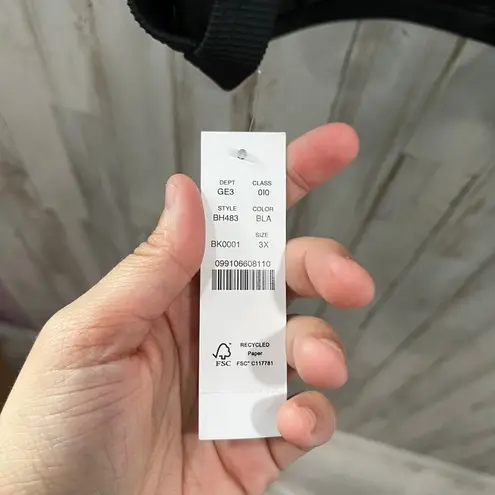 DEPT CLASS
GE3 0I0
STYLE COLOR
BH483 BLA
SIZE
BK0001 3X
099106608110
RECYCLED
Paper
FSC FSC® C117781